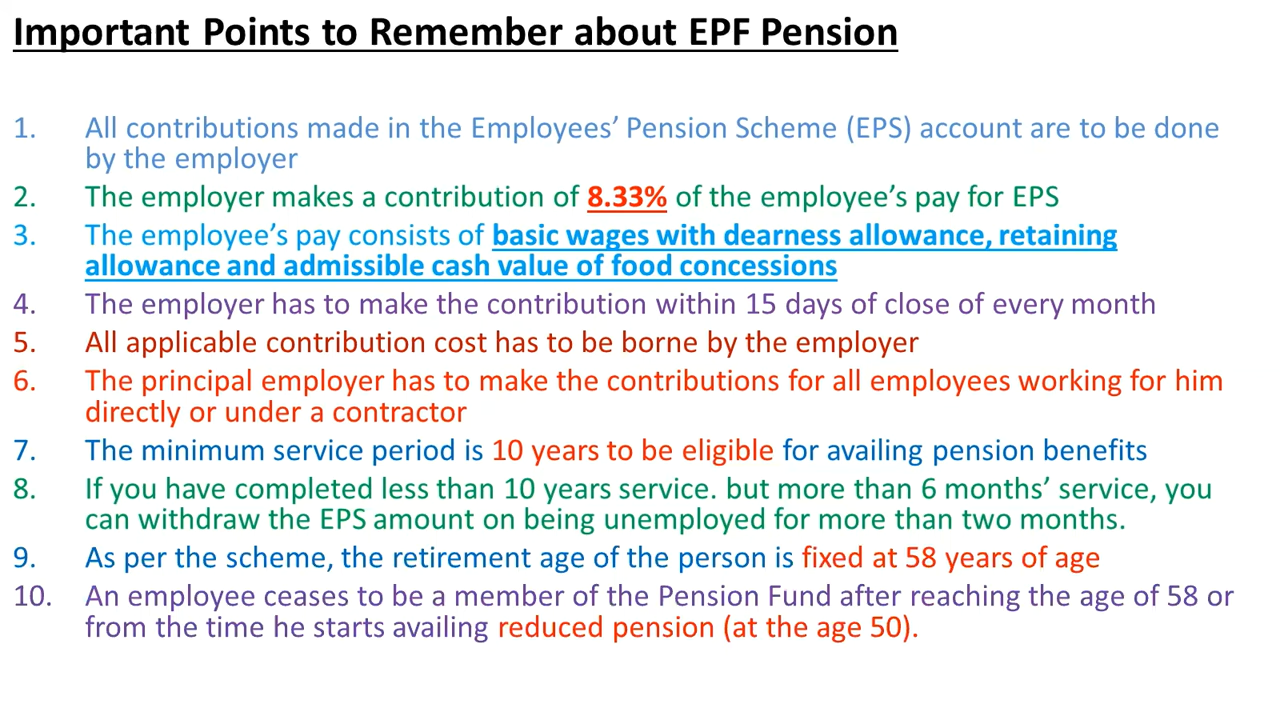 Important Points to Remember about EPF Pension
1. All contributions made in the Employees’ Pension Scheme (EPS) account are to be done
by the employer
2. The employer makes a contribution of 8.33% of the employee’s pay for EPS
3. The employee’s pay consists of basic wages with dearness allowance, retaining
allowance and admissible cash value of food concessions
4. The employer has to make the contribution within 15 days of close of every month
5. All applicable contribution cost has to be borne by the employer
6. The principal employer has to make the contributions for all employees working for him
directly or under a contractor
7. The minimum service period is 10 years to be eligible for availing pension benefits
8. If you have completed less than 10 years service. but more than 6 months’ service, you
can withdraw the EPS amount on being unemployed for more than two months.
9. As per the scheme, the retirement age of the person is fixed at 58 years of age
10. An employee ceases to be a member of the Pension Fund after reaching the age of 58 or
from the time he starts availing reduced pension (at the age 50).